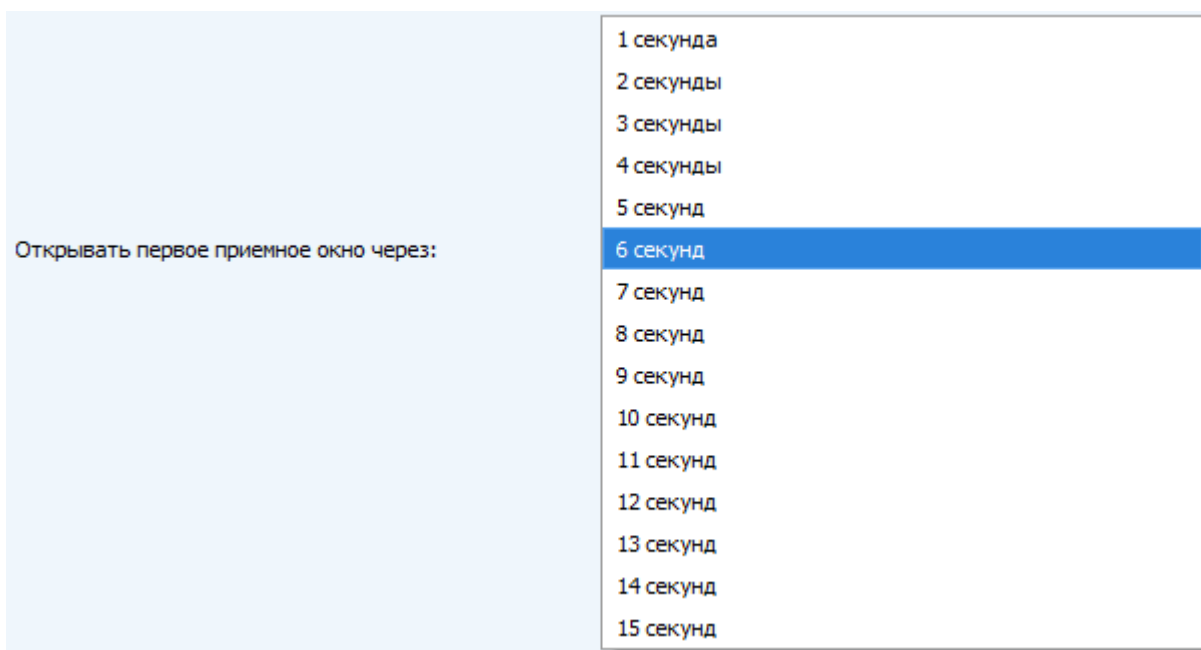 Открывать первое приемное окно через:
1 секунда
2 секунды
3 секунды
4 секунды
5 секунд
6 секунд
7 секунд
8 секунд
9 секунд
10 секунд
11 секунд
12 секунд
13 секунд
14 секунд
15 секунд